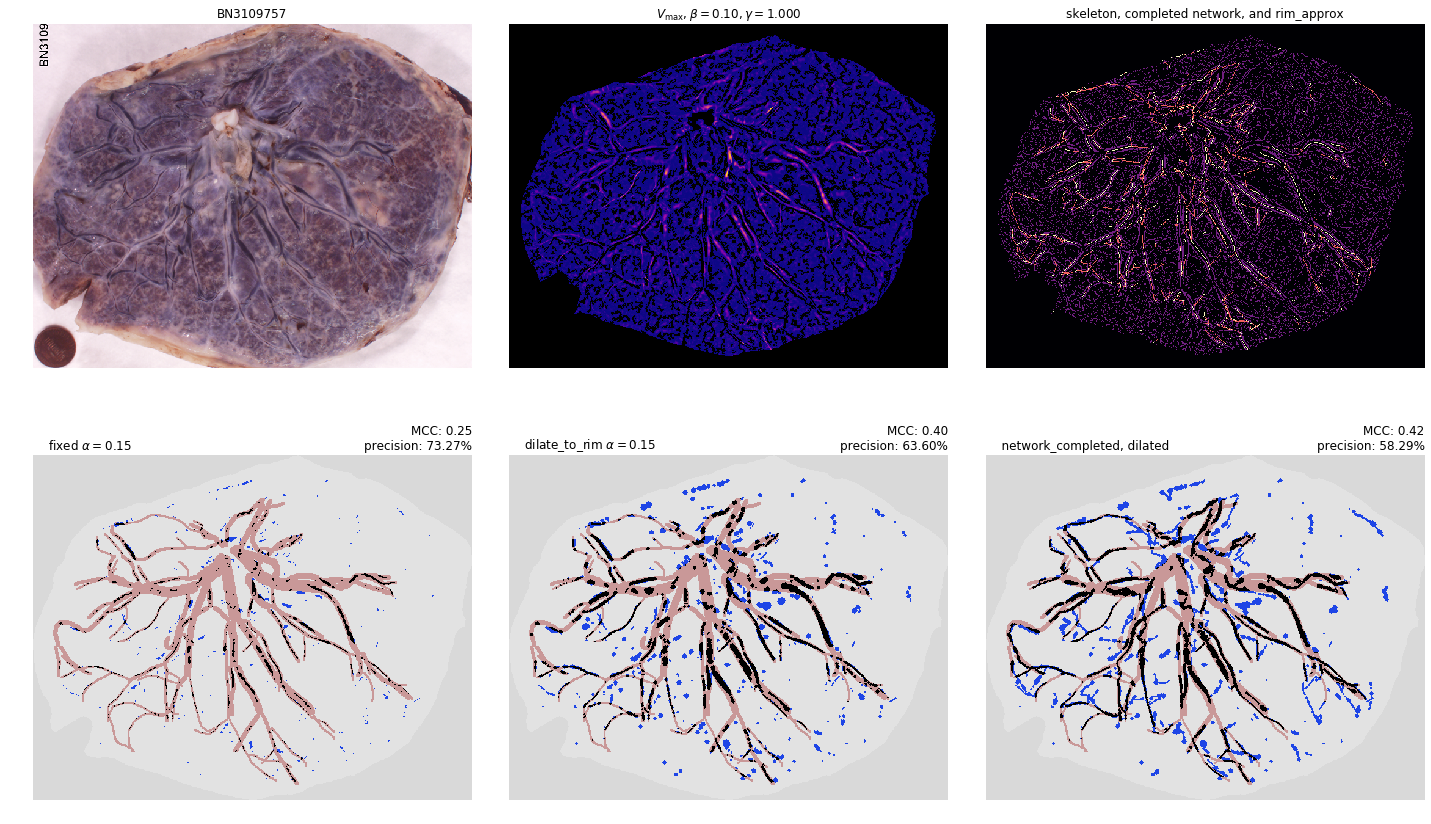 BN3109757
BN3109
$V_{\max}$, $\beta = 0.10$, $\gamma = 1.000$
skeleton, completed network, and rim_approx
fixed $\alpha = 0.15$
MCC: 0.25
precision: 73.27%
dilate_to_rim $\alpha = 0.15$
MCC: 0.40
precision: 63.60%
network_completed, dilated
MCC: 0.42
precision: 58.29%